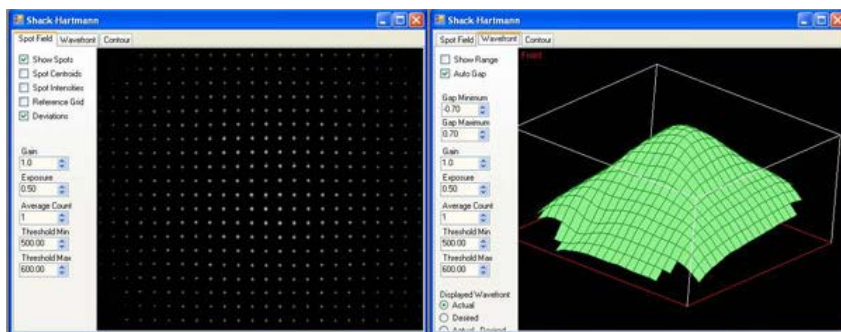 Shack-Hartmann
Spot Field Wavefront Contour
Show Spots
Spot Centroids
Spot Intensities
Reference Grid
Deviations
Gain
1.0
Exposure
0.50
Average Count
1
Threshold Min
500.00
Threshold Max
600.00
Shack-Hartmann
Spot Field Wavefront Contour
Show Range
Auto Gap
Gap Minimum
-0.70
Gap Maximum
0.70
Gain
1.0
Exposure
0.50
Average Count
1
Threshold Min
500.00
Threshold Max
600.00
Displayed Wavefront
Actual
Desired
Actual - Desired
Front